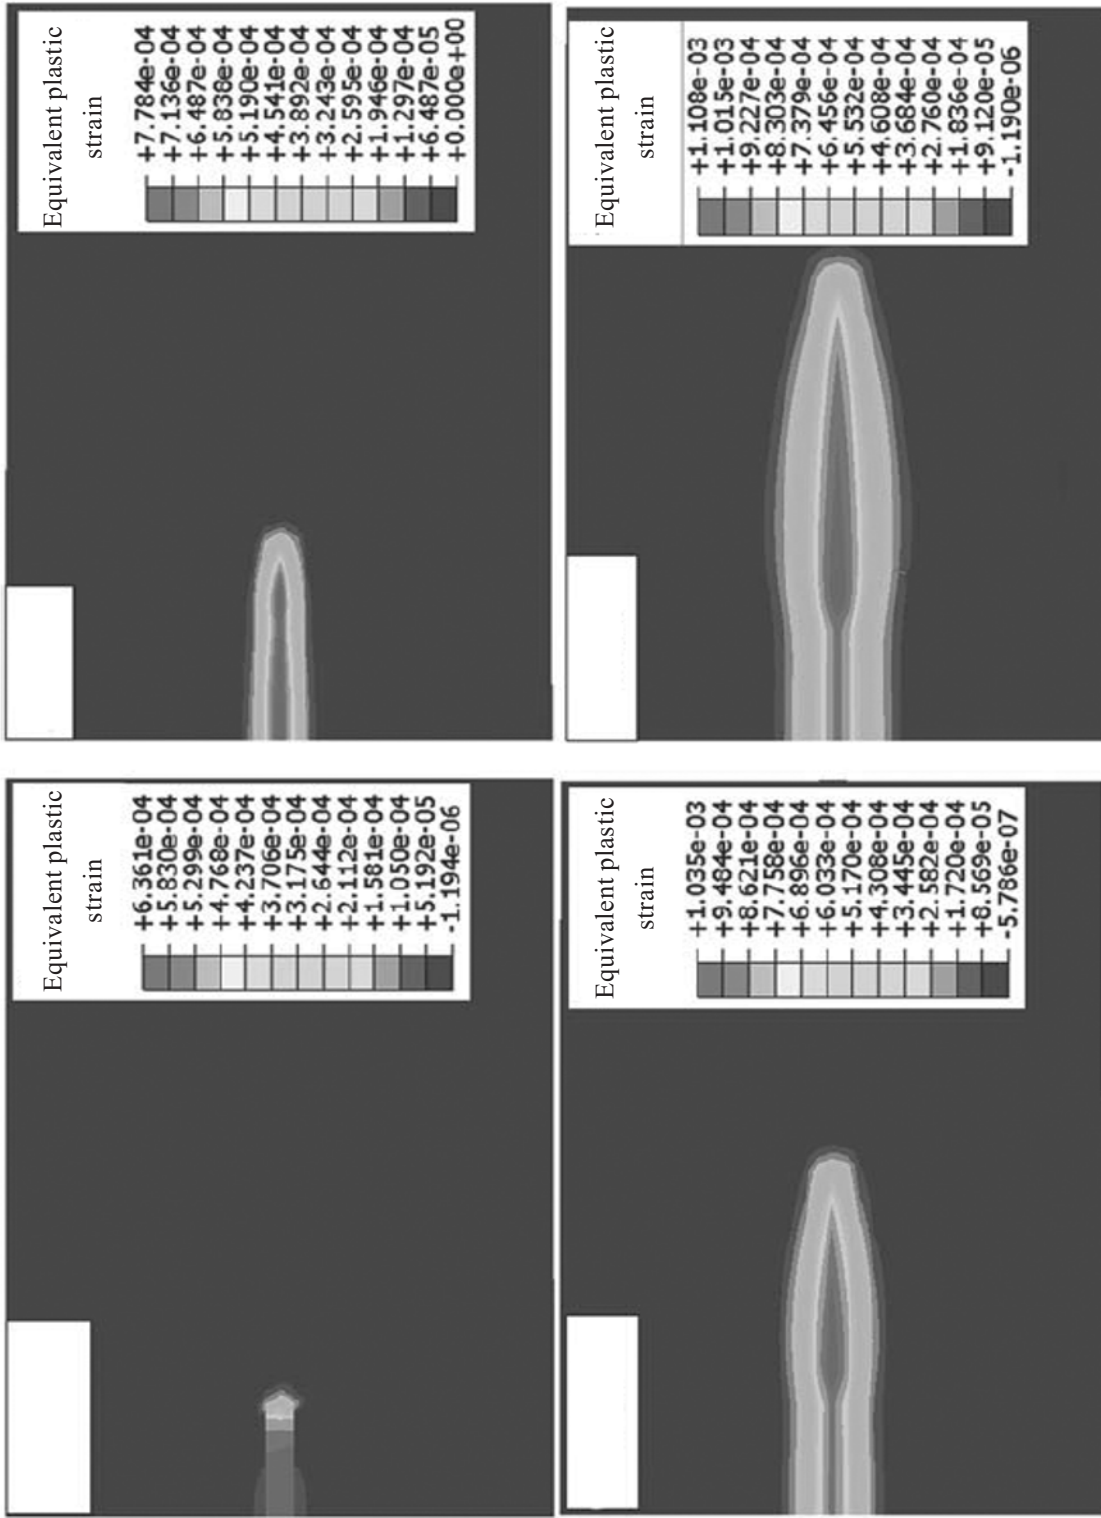 Equivalent plastic
strain
+6.361e-04
+5.830e-04
+5.299e-04
+4.768e-04
+4.237e-04
+3.706e-04
+3.175e-04
+2.644e-04
+2.112e-04
+1.581e-04
+1.050e-04
+5.192e-05
-1.194e-06
Equivalent plastic
strain
+7.784e-04
+7.136e-04
+6.487e-04
+5.838e-04
+5.190e-04
+4.541e-04
+3.892e-04
+3.243e-04
+2.595e-04
+1.946e-04
+1.297e-04
+6.487e-05
+0.000e+00
Equivalent plastic
strain
+1.035e-03
+9.484e-04
+8.621e-04
+7.758e-04
+6.896e-04
+6.033e-04
+5.170e-04
+4.308e-04
+3.445e-04
+2.582e-04
+1.720e-04
+8.569e-05
-5.786e-07
Equivalent plastic
strain
+1.108e-03
+1.015e-03
+9.227e-04
+8.303e-04
+7.379e-04
+6.456e-04
+5.532e-04
+4.608e-04
+3.684e-04
+2.760e-04
+1.836e-04
+9.120e-05
-1.190e-06